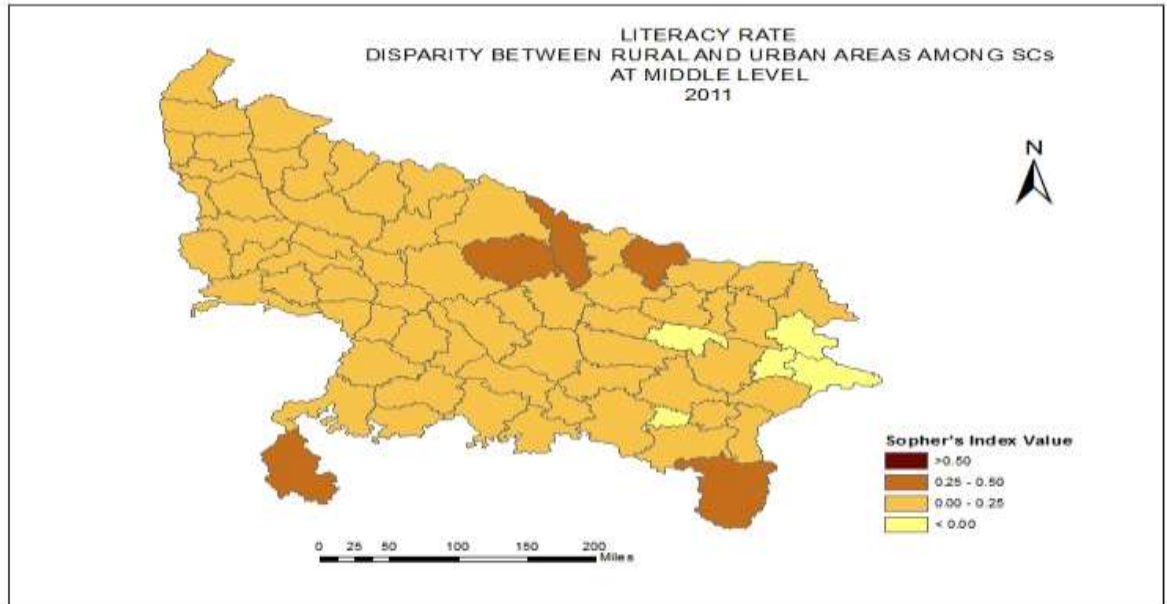 LITERACY RATE
DISPARITY BETWEEN RURAL AND URBAN AREAS AMONG SCs
AT MIDDLE LEVEL
2011
N
Sopher's Index Value
>0.50
0.25 - 0.50
0.00 - 0.25
< 0.00
0 25 50 100 150 200
Miles